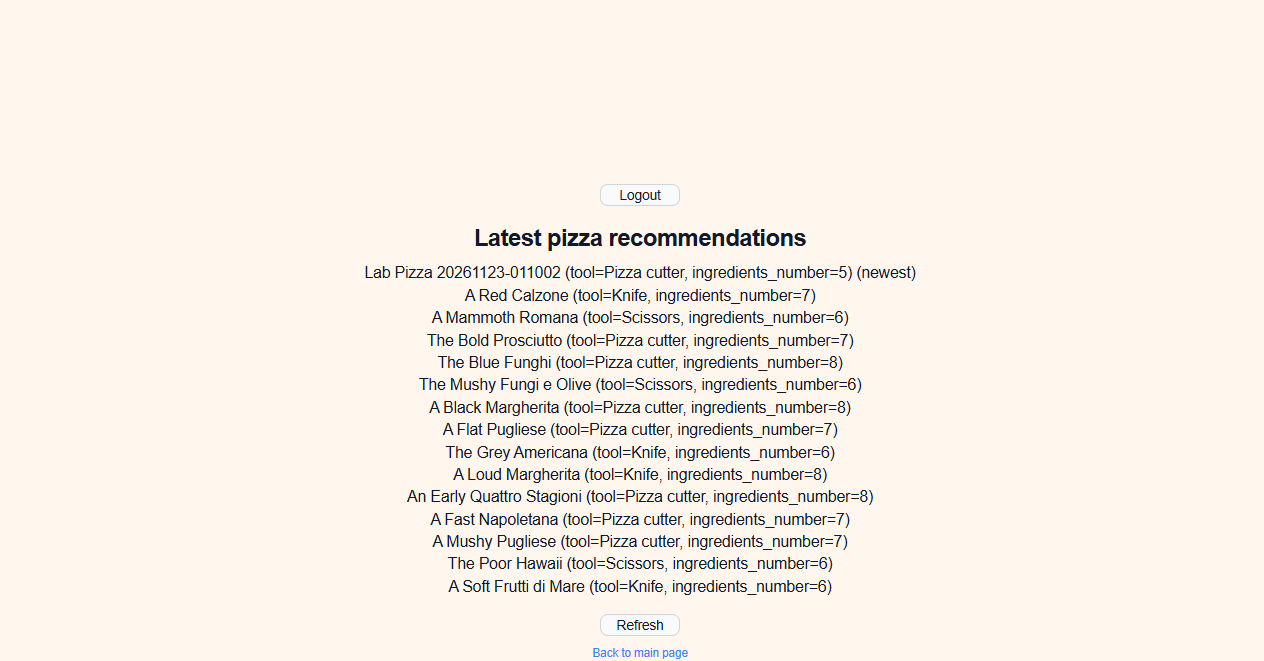 Logout
Latest pizza recommendations
Lab Pizza 20261123-011002 (tool=Pizza cutter, ingredients_number=5) (newest)
A Red Calzone (tool=Knife, ingredients_number=7)
A Mammoth Romana (tool=Scissors, ingredients_number=6)
The Bold Prosciutto (tool=Pizza cutter, ingredients_number=7)
The Blue Funghi (tool=Pizza cutter, ingredients_number=8)
The Mushy Fungi e Olive (tool=Scissors, ingredients_number=6)
A Black Margherita (tool=Pizza cutter, ingredients_number=8)
A Flat Pugliese (tool=Pizza cutter, ingredients_number=7)
The Grey Americana (tool=Knife, ingredients_number=6)
A Loud Margherita (tool=Knife, ingredients_number=8)
An Early Quattro Stagioni (tool=Pizza cutter, ingredients_number=8)
A Fast Napoletana (tool=Pizza cutter, ingredients_number=7)
A Mushy Pugliese (tool=Pizza cutter, ingredients_number=7)
The Poor Hawaii (tool=Scissors, ingredients_number=6)
A Soft Frutti di Mare (tool=Knife, ingredients_number=6)
Refresh
Back to main page